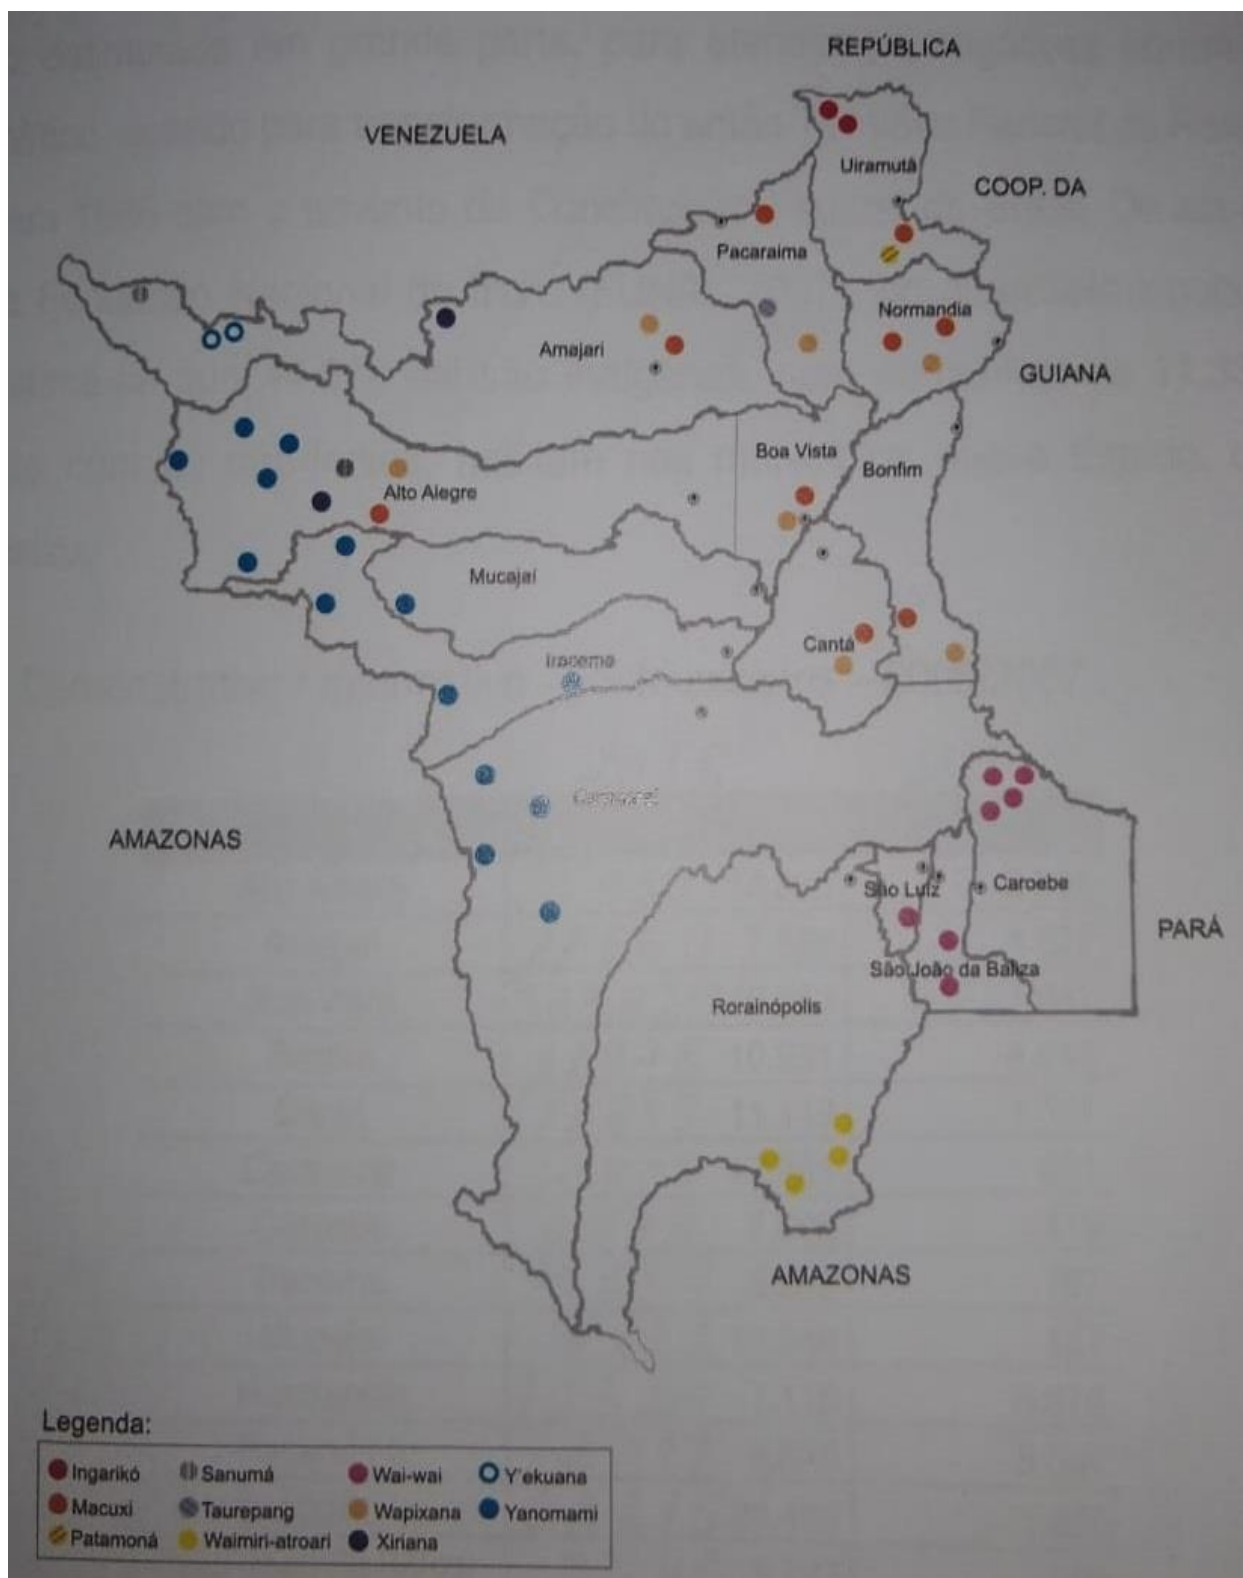 REPÚBLICA
VENEZUELA
Uiramutã
COOP. DA
Pacaraima
Normandia
Amajari
GUIANA
Boa Vista
Bonfim
Alto Alegre
Mucajaí
Cantá
Iracema
Caracaraí
AMAZONAS
São Luiz
Caroebe
PARÁ
São João da Baliza
Rorainópolis
AMAZONAS
Legenda:
Ingarikó Sanumá Wai-wai Y'ekuana
Macuxi Taurepang Wapixana Yanomami
Patamoná Waimiri-atroari Xiriana